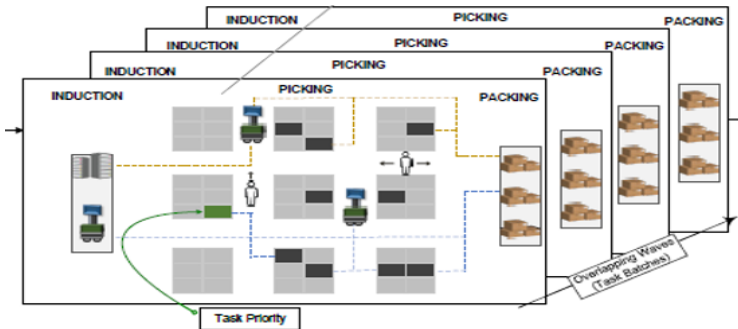 INDUCTION
PICKING
PACKING
INDUCTION
PICKING
PACKING
INDUCTION
PICKING
PACKING
INDUCTION
PICKING
PACKING
Overlapping Waves
(Task Batches)
Task Priority